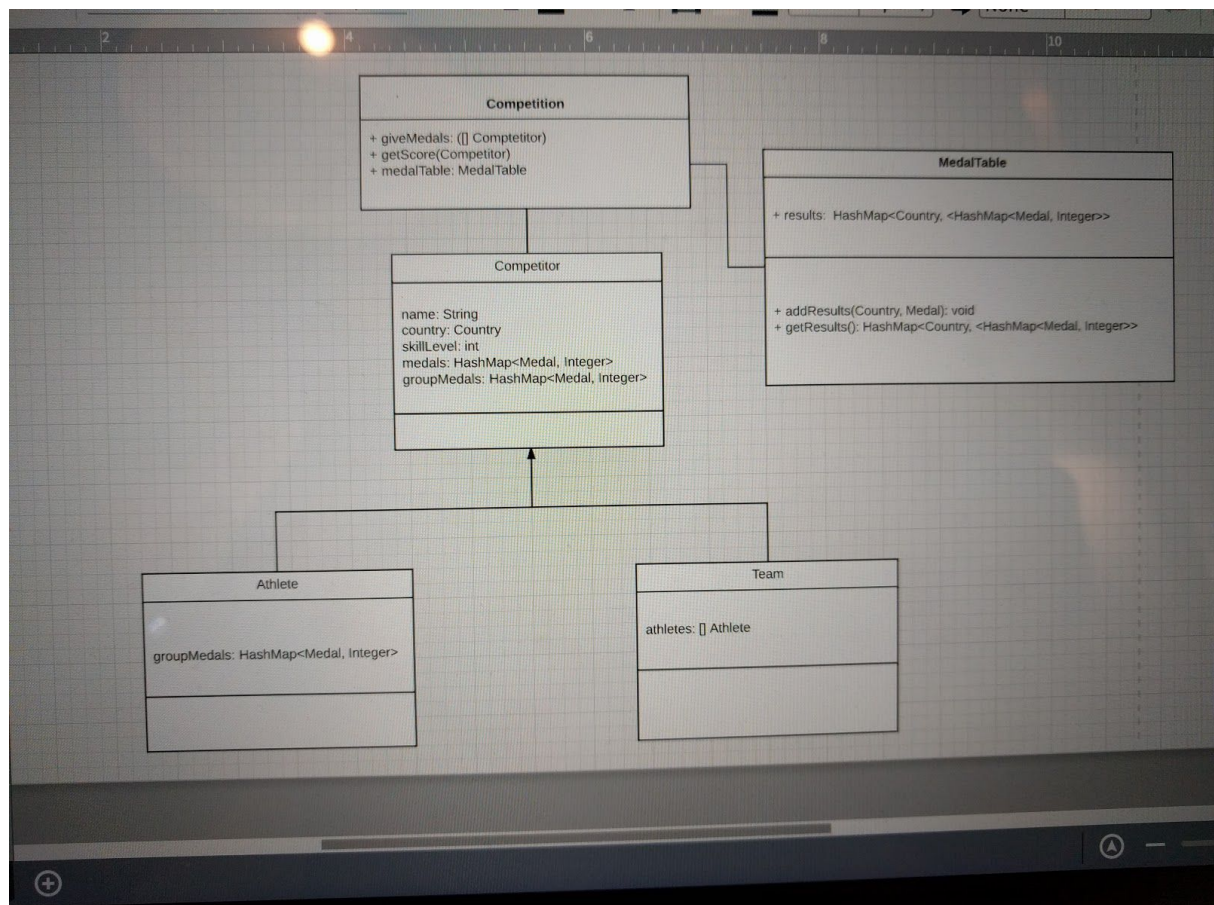 None
2
4
6
8
10
Competition
+ giveMedals: ([] Comptetitor)
+ getScore(Competitor)
+ medalTable: MedalTable
MedalTable
+ results: HashMap<Country, <HashMap<Medal, Integer>>
+ addResults(Country, Medal): void
+ getResults(): HashMap<Country, <HashMap<Medal, Integer>>
Competitor
name: String
country: Country
skillLevel: int
medals: HashMap<Medal, Integer>
groupMedals: HashMap<Medal, Integer>
Athlete
groupMedals: HashMap<Medal, Integer>
Team
athletes: [] Athlete